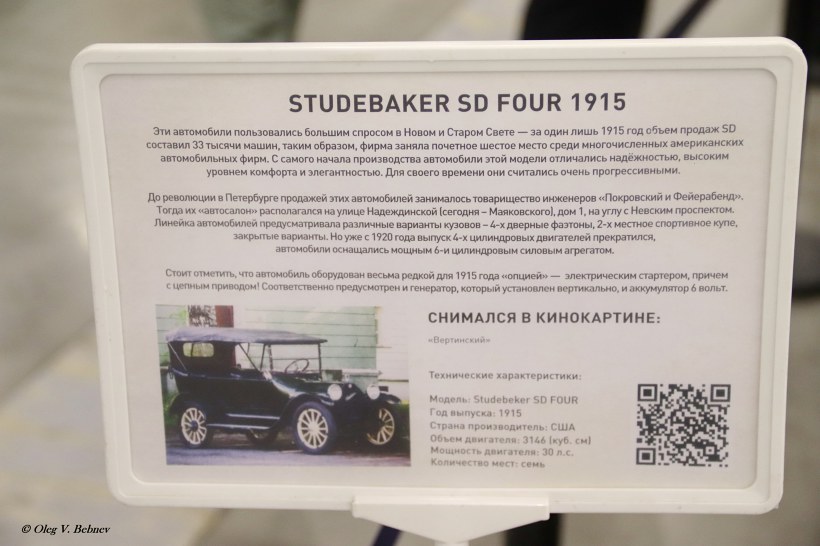 STUDEBAKER SD FOUR 1915
Эти автомобили пользовались большим спросом в Новом и Старом Свете — за один лишь 1915 год объем продаж SD
составил 33 тысячи машин, таким образом, фирма заняла почетное шестое место среди многочисленных американских
автомобильных фирм. С самого начала производства автомобили этой модели отличались надёжностью, высоким
уровнем комфорта и элегантностью. Для своего времени они считались очень прогрессивными.
До революции в Петербурге продажей этих автомобилей занималось товарищество инженеров «Покровский и Фейерабенд».
Тогда их «автосалон» располагался на улице Надеждинской (сегодня – Маяковского), дом 1, на углу с Невским проспектом.
Линейка автомобилей предусматривала различные варианты кузовов – 4-х дверные фаэтоны, 2-х местное спортивное купе,
закрытые варианты. Но уже с 1920 года выпуск 4-х цилиндровых двигателей прекратился,
автомобили оснащались мощным 6-и цилиндровым силовым агрегатом.
Стоит отметить, что автомобиль оборудован весьма редкой для 1915 года «опцией» — электрическим стартером, причем
с цепным приводом! Соответственно предусмотрен и генератор, который установлен вертикально, и аккумулятор 6 вольт.
СНИМАЛСЯ В КИНОКАРТИНЕ:
«Вертинский»
Технические характеристики:
Модель: Studebeker SD FOUR
Год выпуска: 1915
Страна производитель: США
Объем двигателя: 3146 (куб. см)
Мощность двигателя: 30 л.с.
Количество мест: семь
© Oleg V. Bebnev